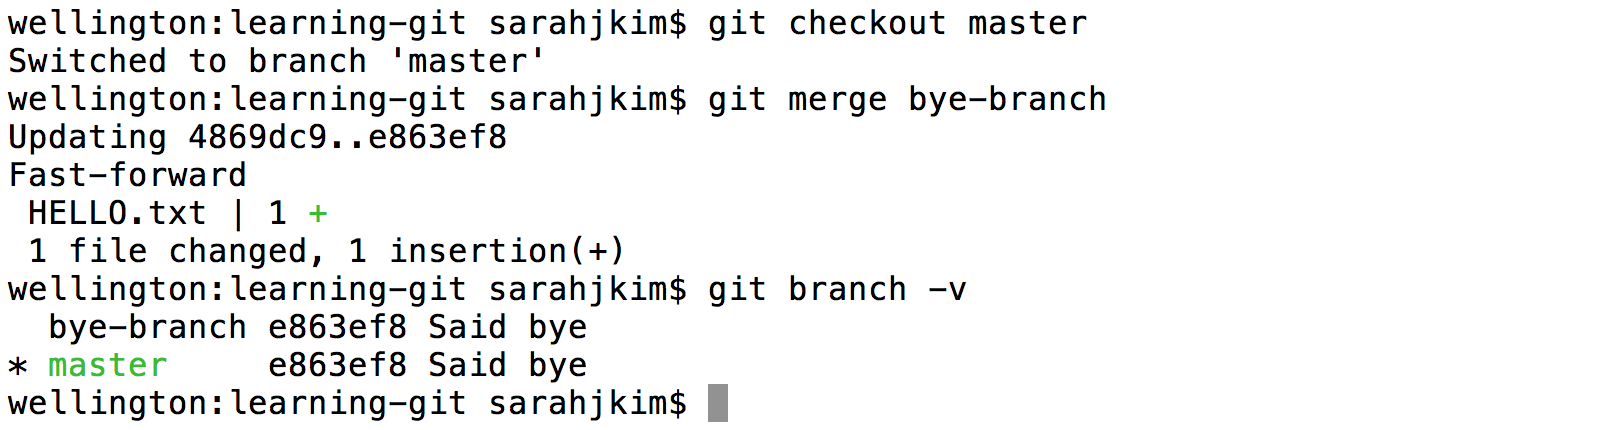 wellington:learning-git sarahjkim$ git checkout master
Switched to branch 'master'
wellington:learning-git sarahjkim$ git merge bye-branch
Updating 4869dc9..e863ef8
Fast-forward
 HELLO.txt | 1 +
 1 file changed, 1 insertion(+)
wellington:learning-git sarahjkim$ git branch -v
  bye-branch e863ef8 Said bye
* master     e863ef8 Said bye
wellington:learning-git sarahjkim$